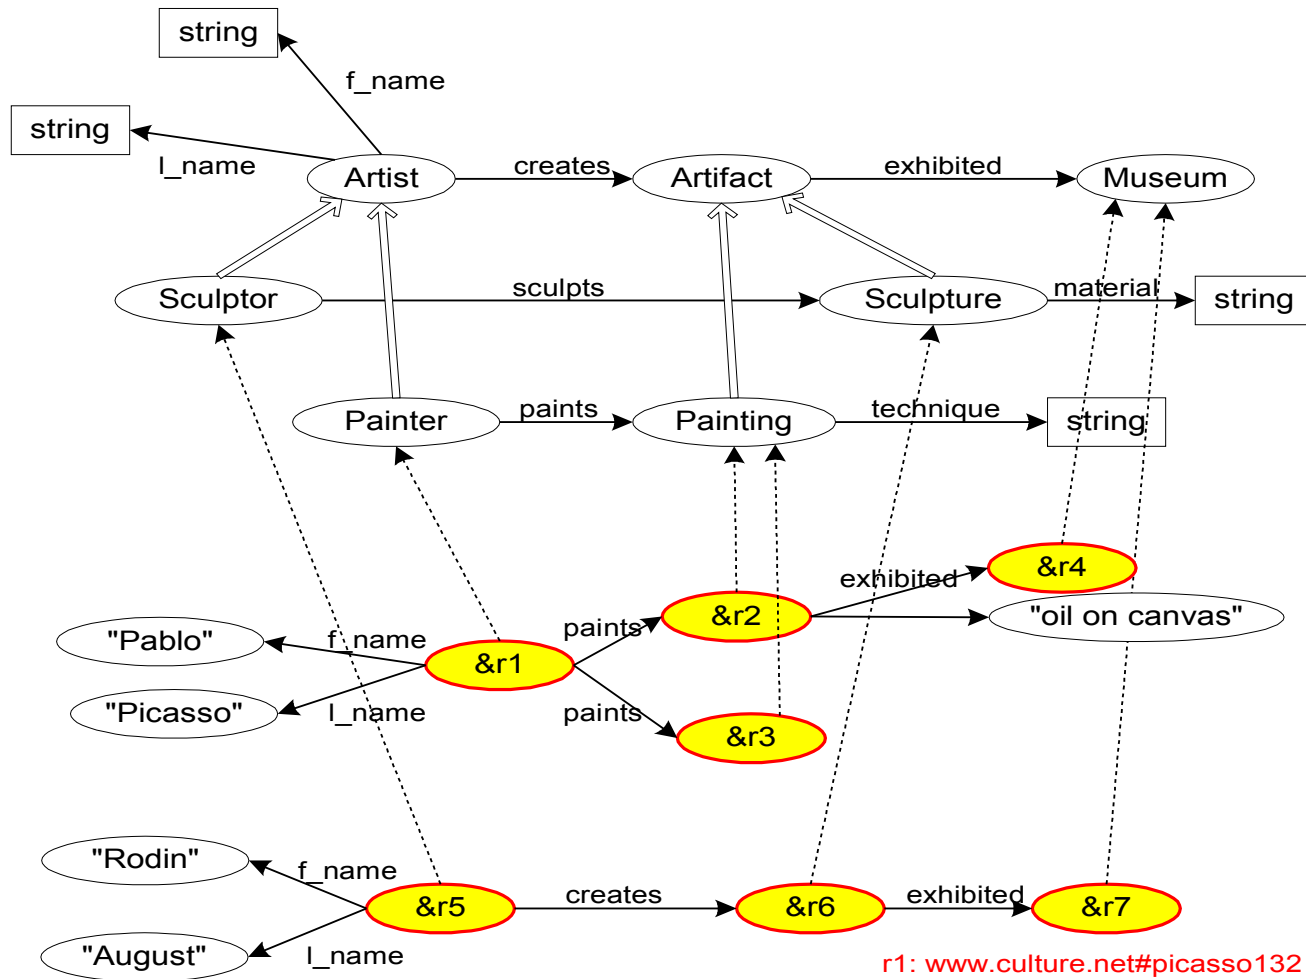 string
f_name
string
l_name
Artist
creates
Artifact
exhibited
Museum
Sculptor
sculpts
Sculpture
material
string
Painter
paints
Painting
technique
string
&r4
exhibited
"oil on canvas"
&r2
paints
"Pablo"
f_name
&r1
"Picasso"
l_name
paints
&r3
"Rodin"
f_name
&r5
creates
&r6
exhibited
&r7
"August"
l_name
r1: www.culture.net#picasso132